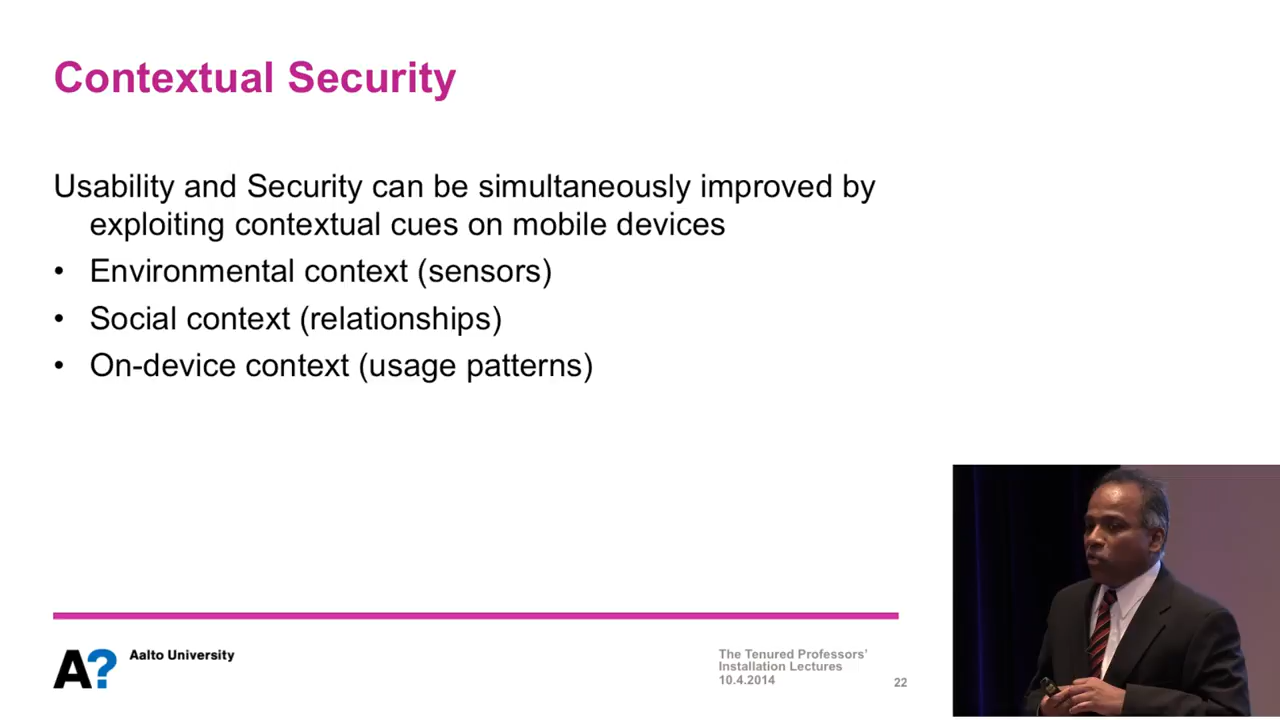 Contextual Security
Usability and Security can be simultaneously improved by
exploiting contextual cues on mobile devices
• Environmental context (sensors)
• Social context (relationships)
• On-device context (usage patterns)
A? Aalto University
The Tenured Professors’
Installation Lectures
10.4.2014
22